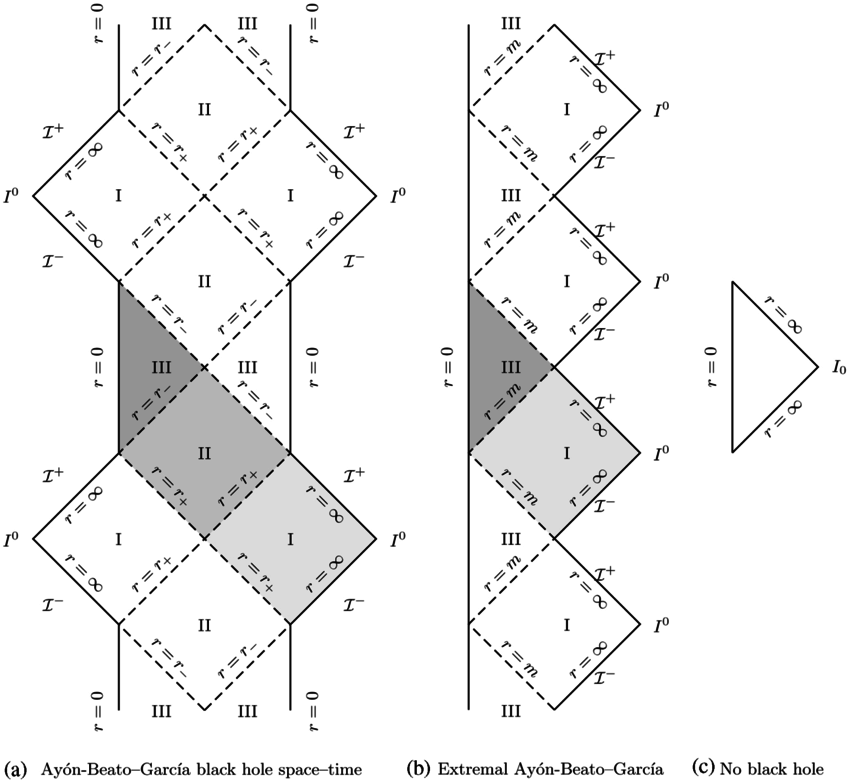 r = 0 III III r = 0
r = r₋ r = r₋
II
ℐ⁺ r = r₊ r = r₊ ℐ⁺
r = ∞ r = ∞
I⁰ I I I⁰
r = ∞ r = r₊ r = r₊ r = ∞
ℐ⁻ ℐ⁻
II
r = r₋ r = r₋
r = 0 III III r = 0
r = r₋ r = r₋
II
ℐ⁺ r = r₊ r = r₊ ℐ⁺
r = ∞ r = ∞
I⁰ I I I⁰
r = ∞ r = r₊ r = r₊ r = ∞
ℐ⁻ ℐ⁻
II
r = r₋ r = r₋
r = 0 III III r = 0
(a) Ayón-Beato–García black hole space–time
III
r = m ℐ⁺
r = ∞
I I⁰
r = m r = ∞
ℐ⁻
III
r = m ℐ⁺
r = ∞
I I⁰
r = m r = ∞
ℐ⁻
r = 0 III
r = m ℐ⁺
r = ∞
I I⁰
r = m r = ∞
ℐ⁻
III
r = m ℐ⁺
r = ∞
I I⁰
r = m r = ∞
ℐ⁻
III
(b) Extremal Ayón-Beato–García
r = ∞
r = 0 I₀
r = ∞
(c) No black hole